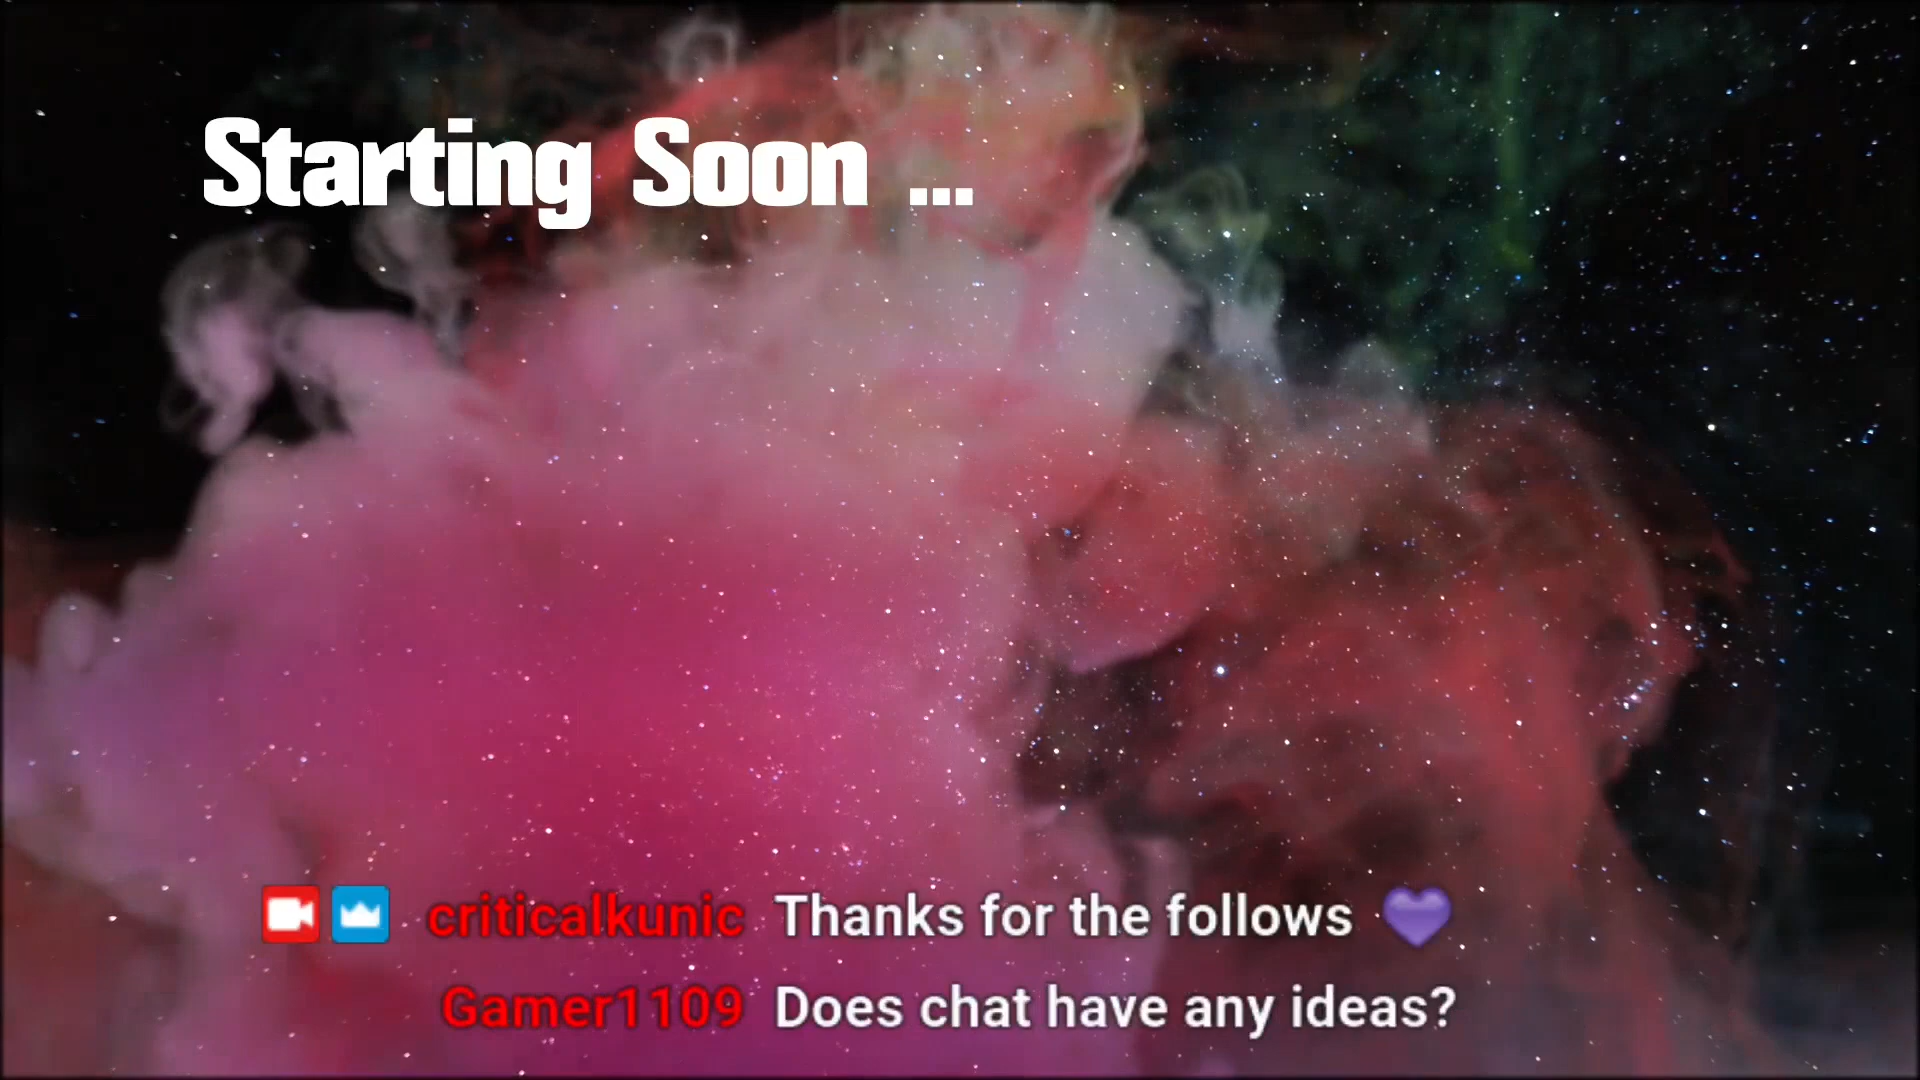 Starting Soon ...
criticalkunic Thanks for the follows 💜
Gamer1109 Does chat have any ideas?